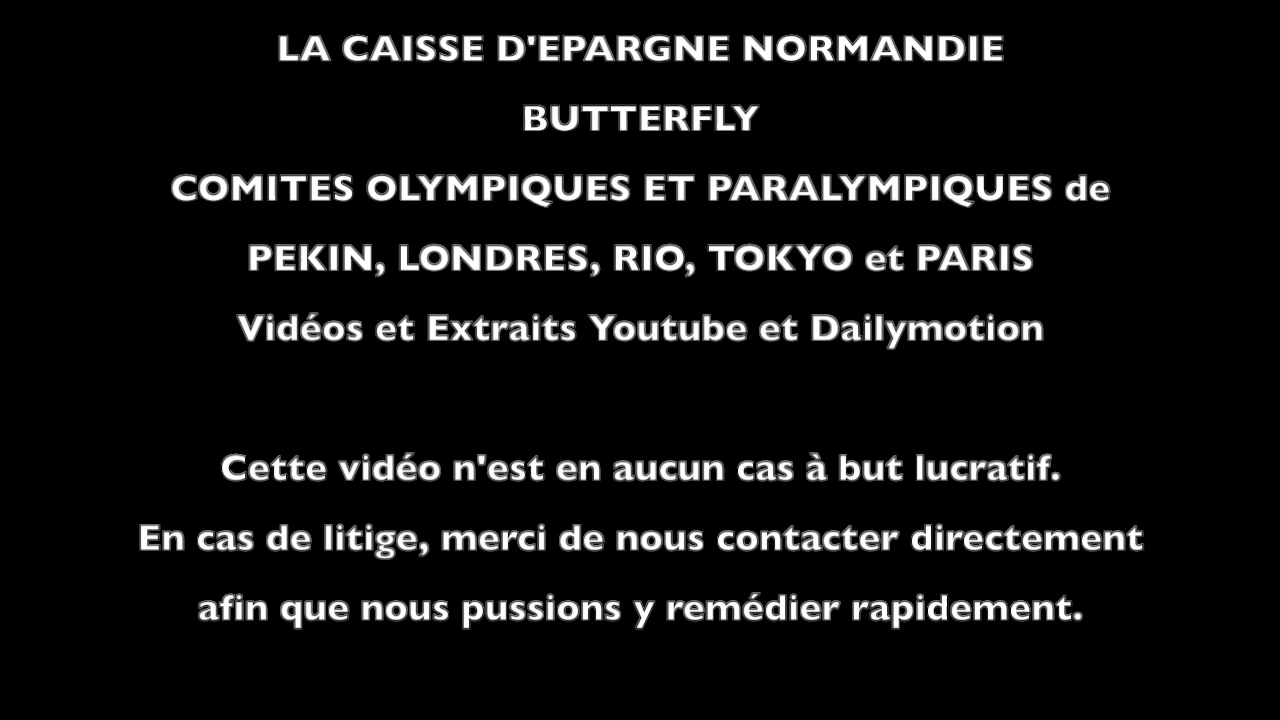 LA CAISSE D'EPARGNE NORMANDIE
BUTTERFLY
COMITES OLYMPIQUES ET PARALYMPIQUES de
PEKIN, LONDRES, RIO, TOKYO et PARIS
Vidéos et Extraits Youtube et Dailymotion
Cette vidéo n'est en aucun cas à but lucratif.
En cas de litige, merci de nous contacter directement
afin que nous pussions y remédier rapidement.